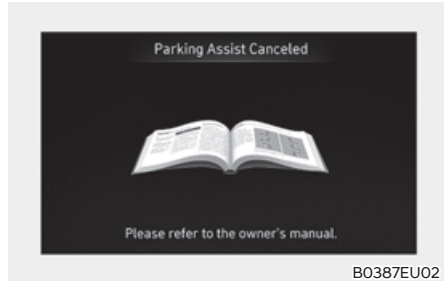 Parking Assist Canceled
Please refer to the owner's manual.
B0387EU02